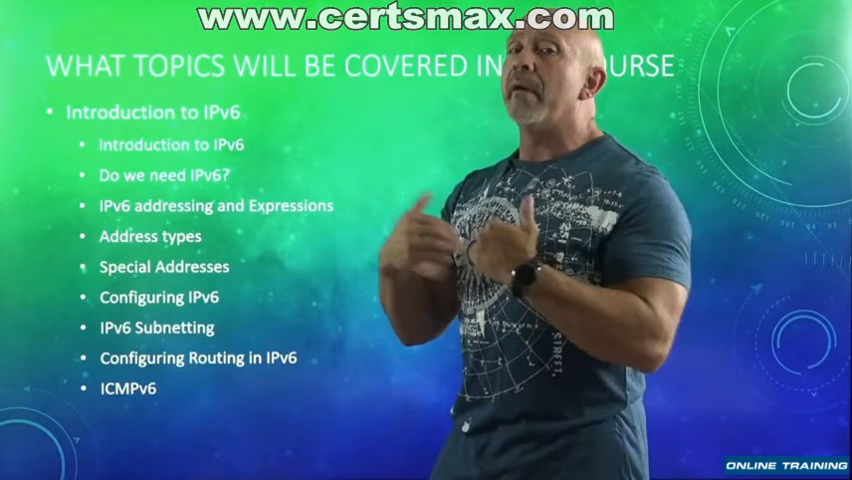 www.certsmax.com
WHAT TOPICS WILL BE COVERED IN OURSE
• Introduction to IPv6
• Introduction to IPv6
• Do we need IPv6?
• IPv6 addressing and Expressions
• Address types
• Special Addresses
• Configuring IPv6
• IPv6 Subnetting
• Configuring Routing in IPv6
• ICMPv6
STREET,
ONLINE TRAINING